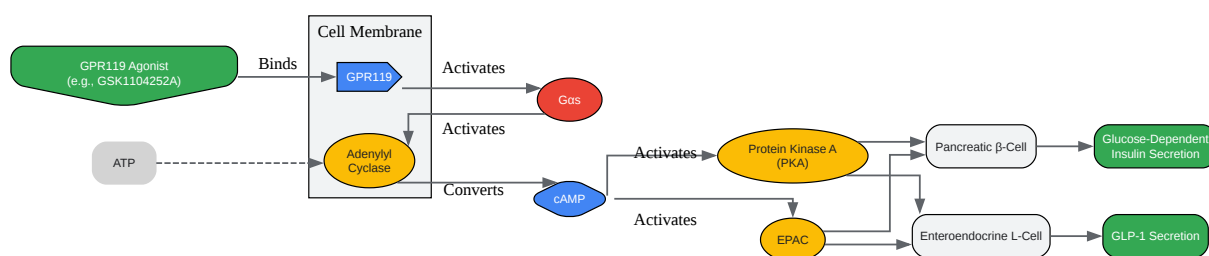 Cell Membrane
GPR119 Agonist
(e.g., GSK1104252A)
Binds
GPR119
Activates
Gαs
Activates
ATP
Adenylyl
Cyclase
Converts
cAMP
Activates
Activates
Protein Kinase A
(PKA)
EPAC
Pancreatic β-Cell
Glucose-Dependent
Insulin Secretion
Enteroendocrine L-Cell
GLP-1 Secretion